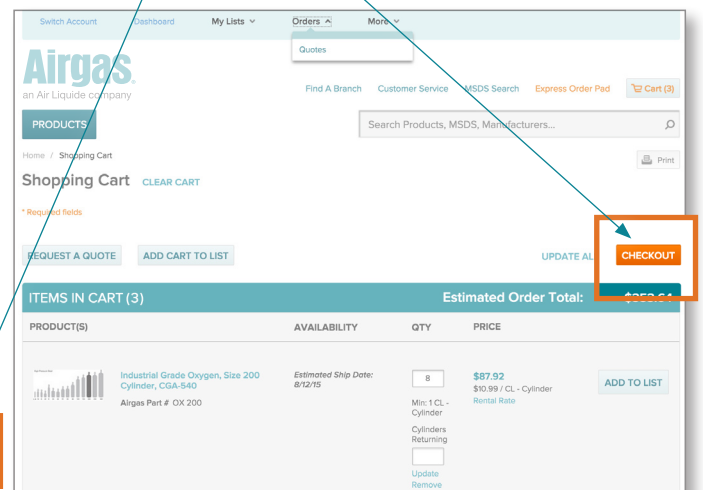 Switch Account Dashboard My Lists Orders More
Quotes
Airgas
an Air Liquide company
Find A Branch Customer Service MSDS Search Express Order Pad Cart (3)
PRODUCTS
Search Products, MSDS, Manufacturers...
Home / Shopping Cart
Print
Shopping Cart CLEAR CART
* Required fields
REQUEST A QUOTE ADD CART TO LIST UPDATE AL CHECKOUT
ITEMS IN CART (3) Estimated Order Total:
PRODUCT(S) AVAILABILITY QTY PRICE
Industrial Grade Oxygen, Size 200 Estimated Ship Date: 8 $87.92
Cylinder, CGA-540 8/12/15 $10.99 / CL - Cylinder ADD TO LIST
Airgas Part # OX 200 Min: 1 CL - Rental Rate
Cylinder
Cylinders
Returning
Update
Remove